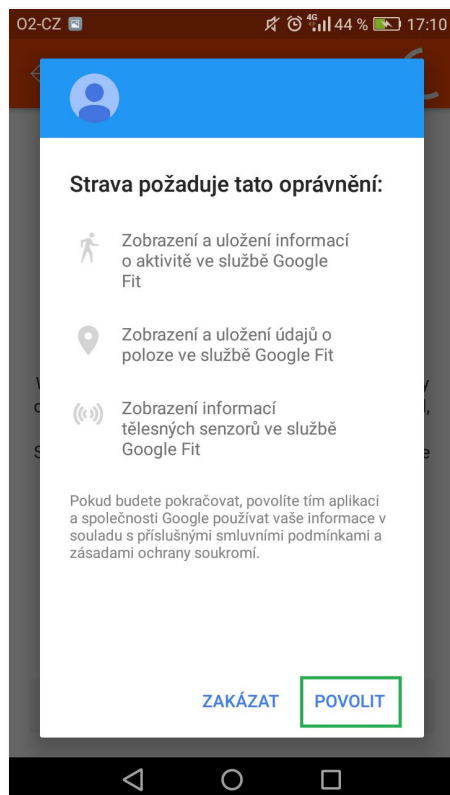 O2-CZ 4G 44 % 17:10
Strava požaduje tato oprávnění:
Zobrazení a uložení informací
o aktivitě ve službě Google
Fit
Zobrazení a uložení údajů o
poloze ve službě Google Fit
Zobrazení informací
tělesných senzorů ve službě
Google Fit
Pokud budete pokračovat, povolíte tím aplikaci
a společnosti Google používat vaše informace v
souladu s příslušnými smluvními podmínkami a
zásadami ochrany soukromí.
ZAKÁZAT POVOLIT